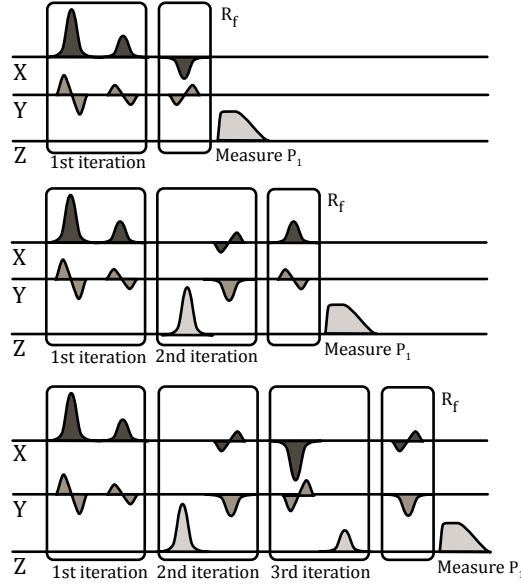 R_f
X
Y
Z
1st iteration
Measure P_1
R_f
X
Y
Z
1st iteration 2nd iteration
Measure P_1
R_f
X
Y
Z
1st iteration 2nd iteration 3rd iteration
Measure P_1